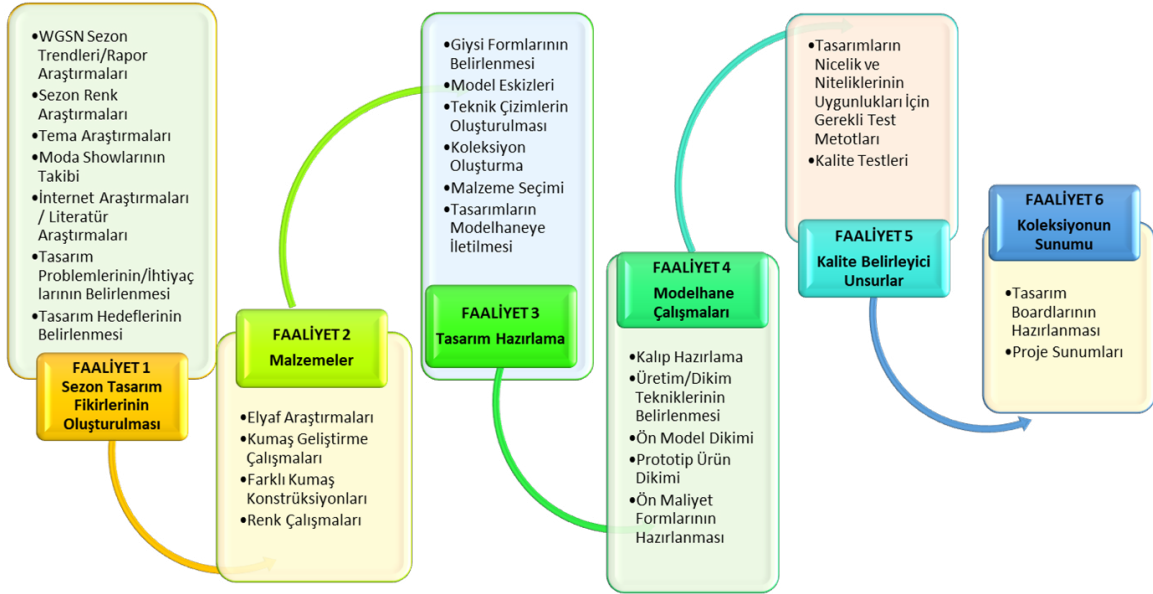 •WGSN Sezon
Trendleri/Rapor
Araştırmaları
•Sezon Renk
Araştırmaları
•Tema Araştırmaları
•Moda Showlarının
Takibi
•İnternet Araştırmaları
/ Literatür
Araştırmaları
•Tasarım
Problemlerinin/İhtiyaç
larının Belirlenmesi
•Tasarım Hedeflerinin
Belirlenmesi
FAALİYET 1
Sezon Tasarım
Fikirlerinin
Oluşturulması
FAALİYET 2
Malzemeler
•Elyaf Araştırmaları
•Kumaş Geliştirme
Çalışmaları
•Farklı Kumaş
Konstrüksiyonları
•Renk Çalışmaları
•Giysi Formlarının
Belirlenmesi
•Model Eskizleri
•Teknik Çizimlerin
Oluşturulması
•Koleksiyon
Oluşturma
•Malzeme Seçimi
•Tasarımların
Modelhaneye
İletilmesi
FAALİYET 3
Tasarım Hazırlama
FAALİYET 4
Modelhane
Çalışmaları
•Kalıp Hazırlama
•Üretim/Dikim
Tekniklerinin
Belirlenmesi
•Ön Model Dikimi
•Prototip Ürün
Dikimi
•Ön Maliyet
Formlarının
Hazırlanması
•Tasarımların
Nicelik ve
Niteliklerinin
Uygunlukları İçin
Gerekli Test
Metotları
•Kalite Testleri
FAALİYET 5
Kalite Belirleyici
Unsurlar
FAALİYET 6
Koleksiyonun
Sunumu
•Tasarım
Boardlarının
Hazırlanması
•Proje Sunumları